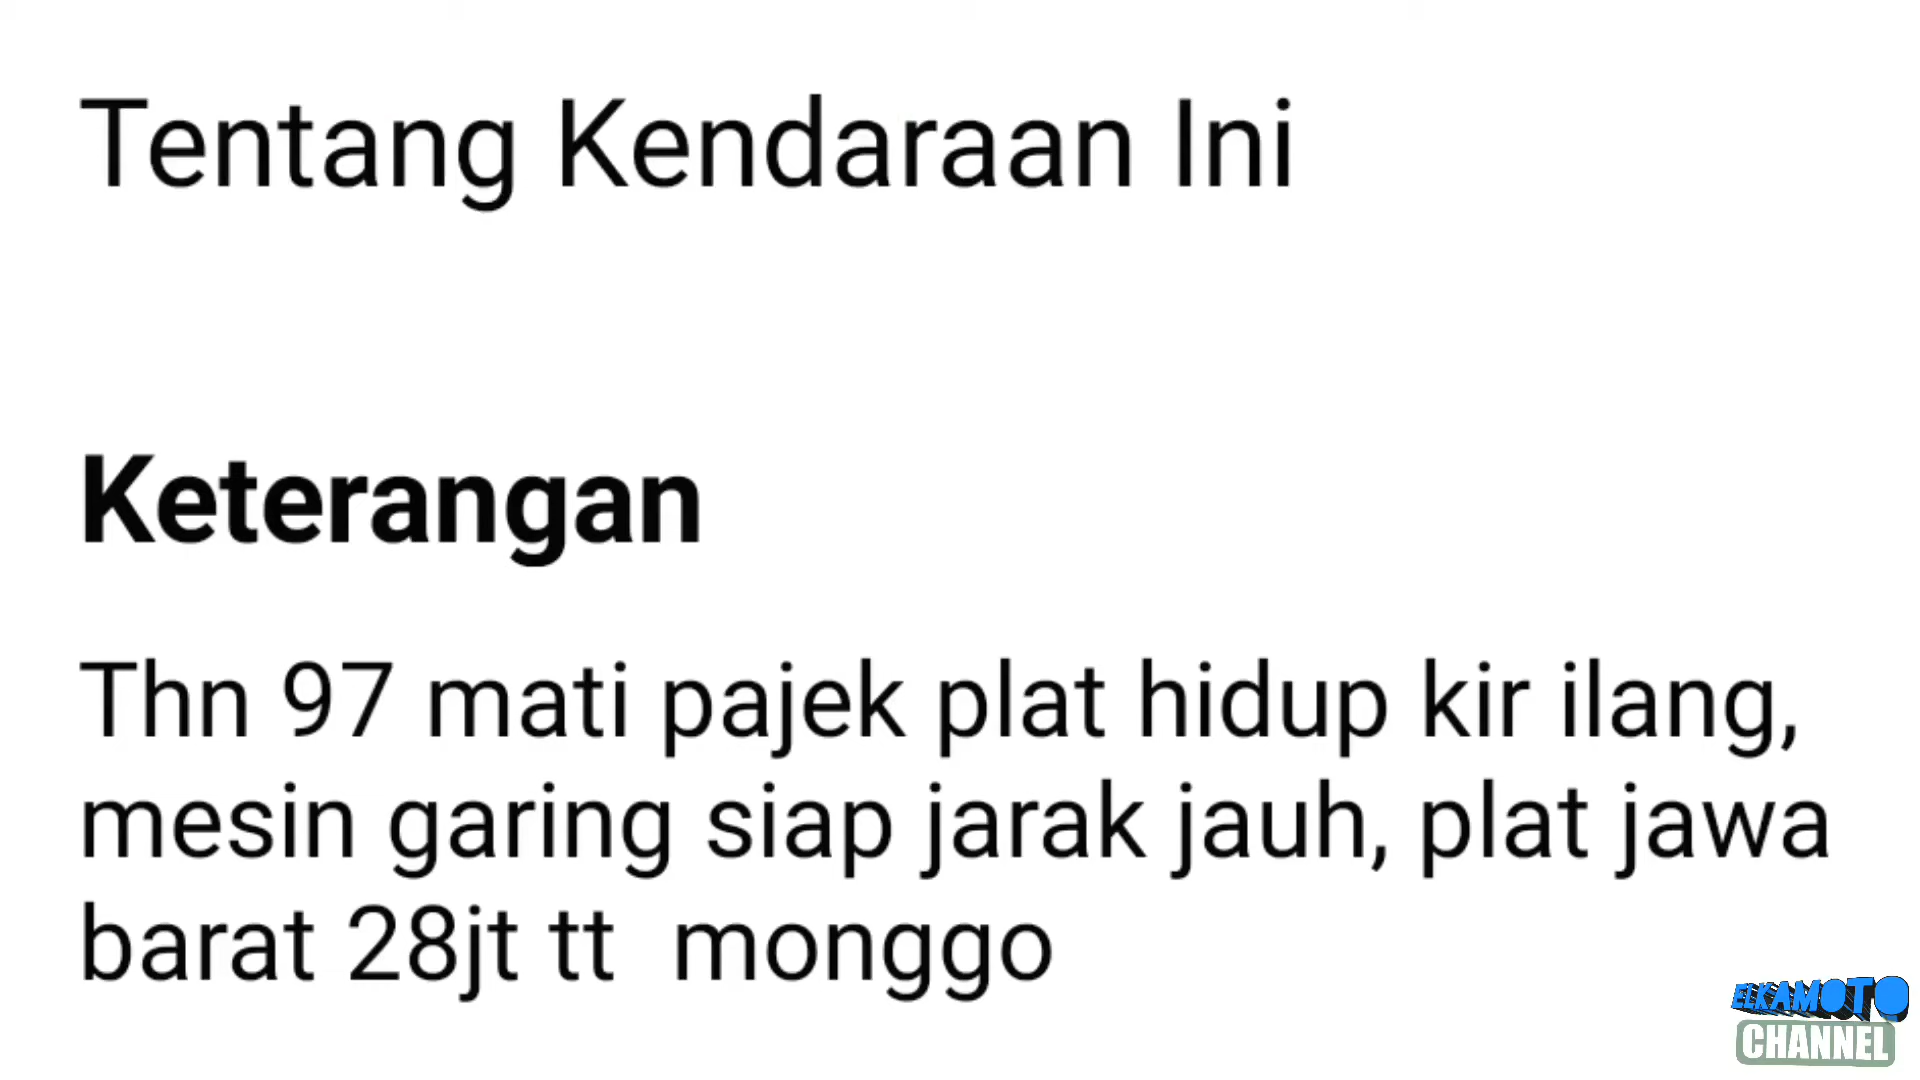 Tentang Kendaraan Ini
Keterangan
Thn 97 mati pajek plat hidup kir ilang,
mesin garing siap jarak jauh, plat jawa
barat 28jt tt  monggo
ELKAMOTO
CHANNEL